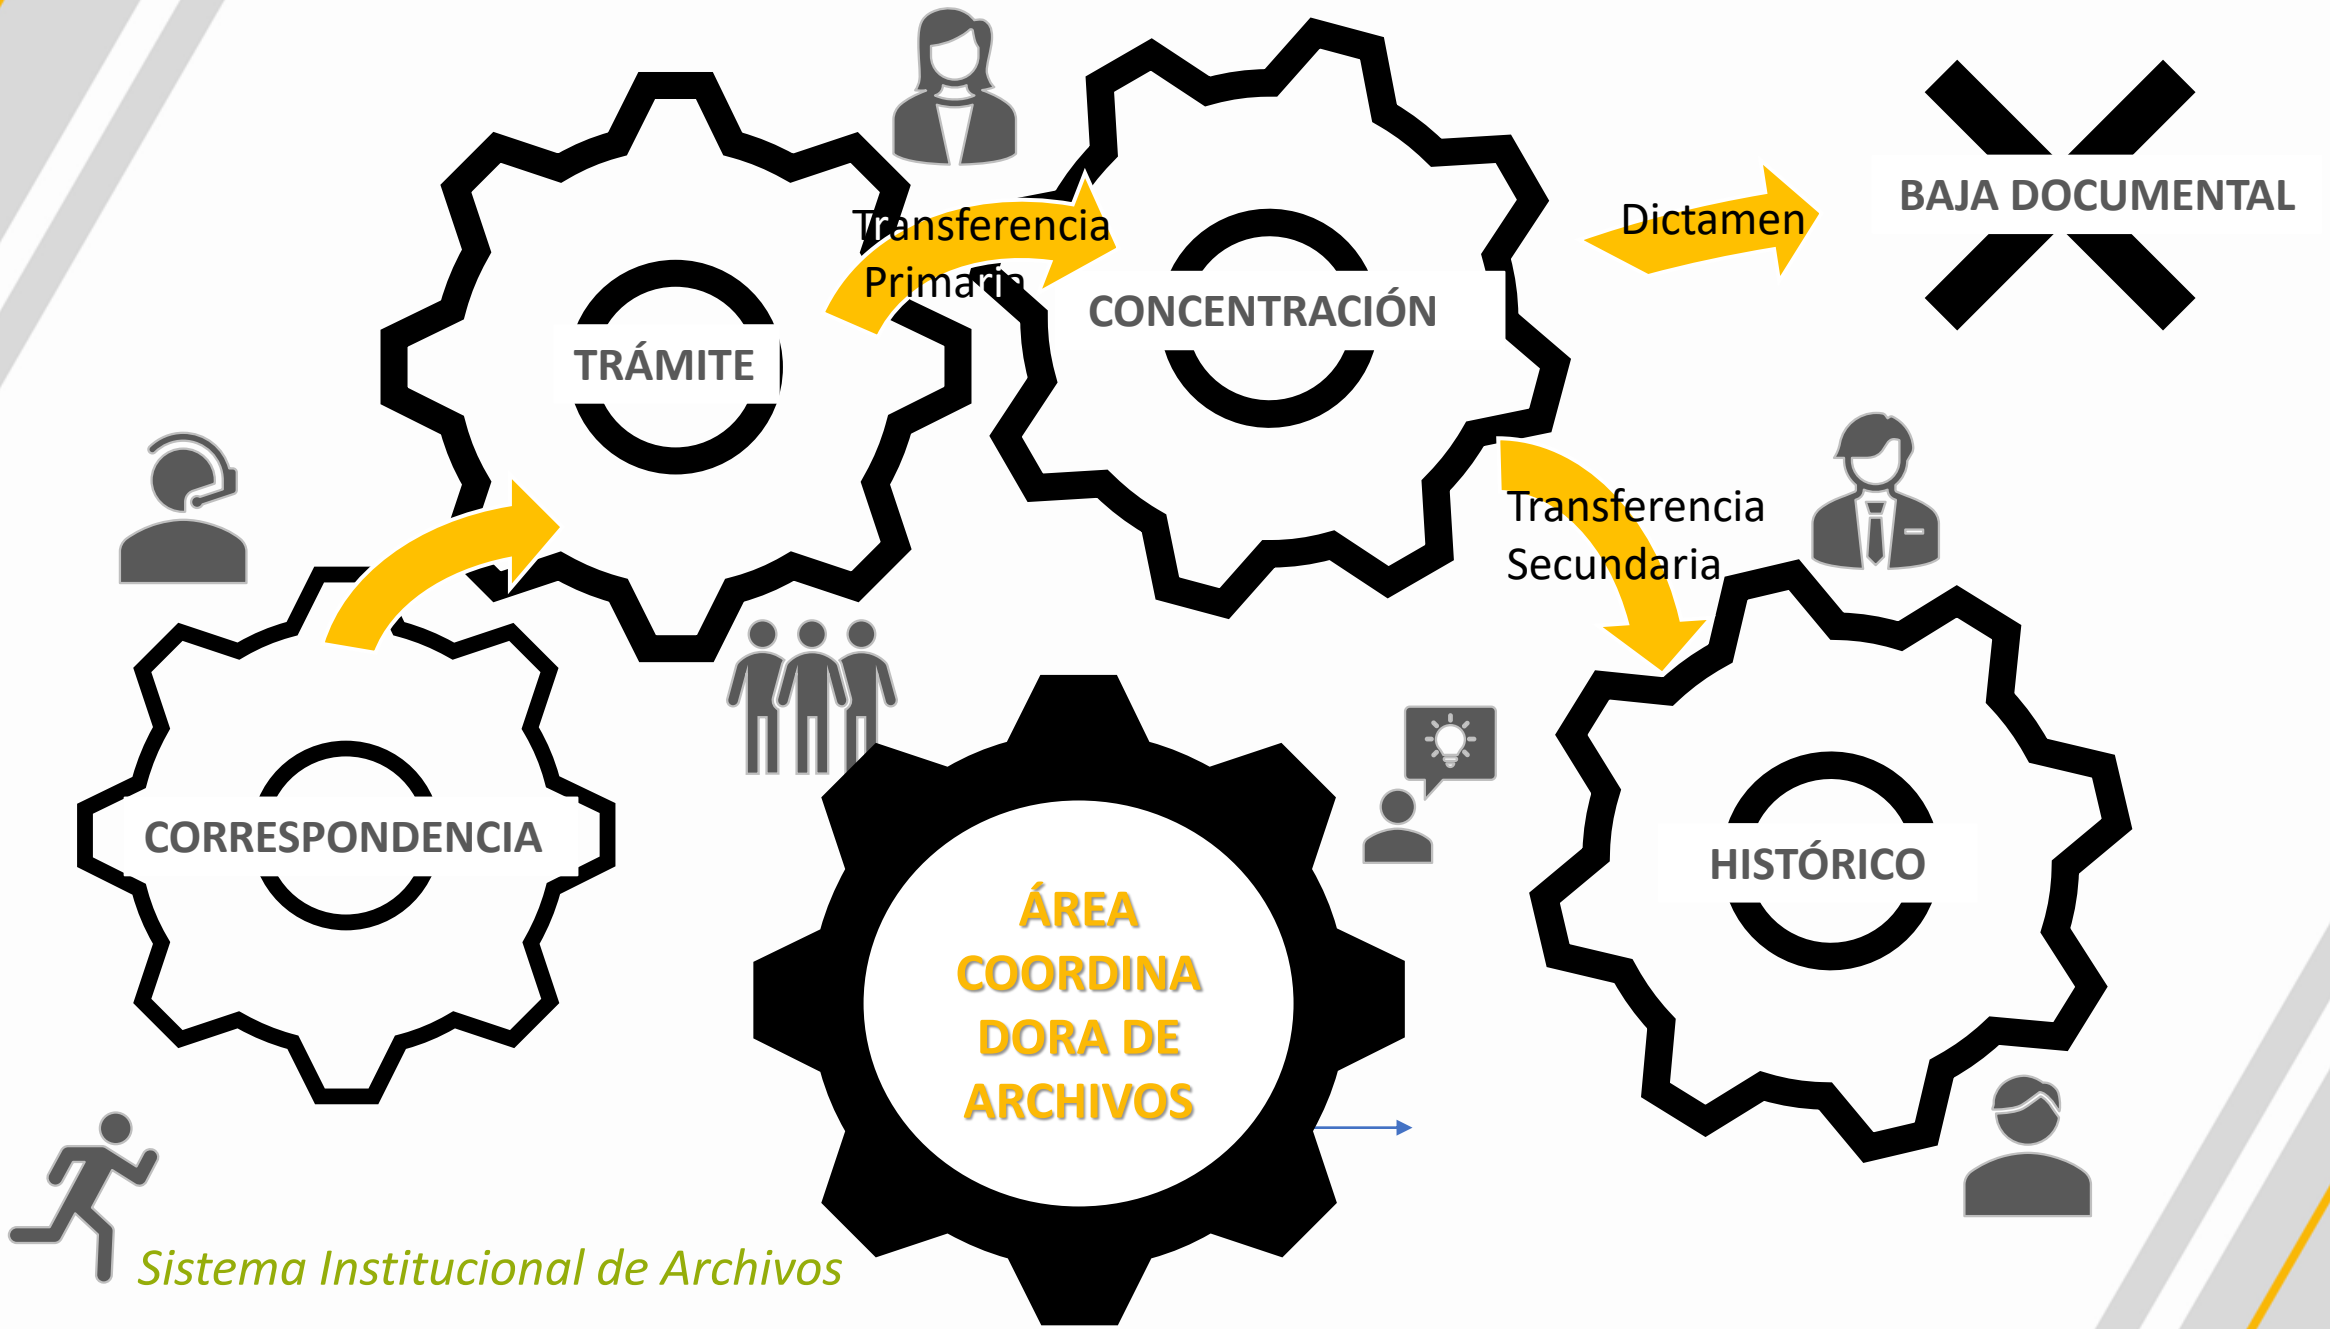 Transferencia
Primaria
TRÁMITE
CONCENTRACIÓN
Dictamen
BAJA DOCUMENTAL
Transferencia
Secundaria
CORRESPONDENCIA
HISTÓRICO
ÁREA
COORDINA
DORA DE
ARCHIVOS
Sistema Institucional de Archivos